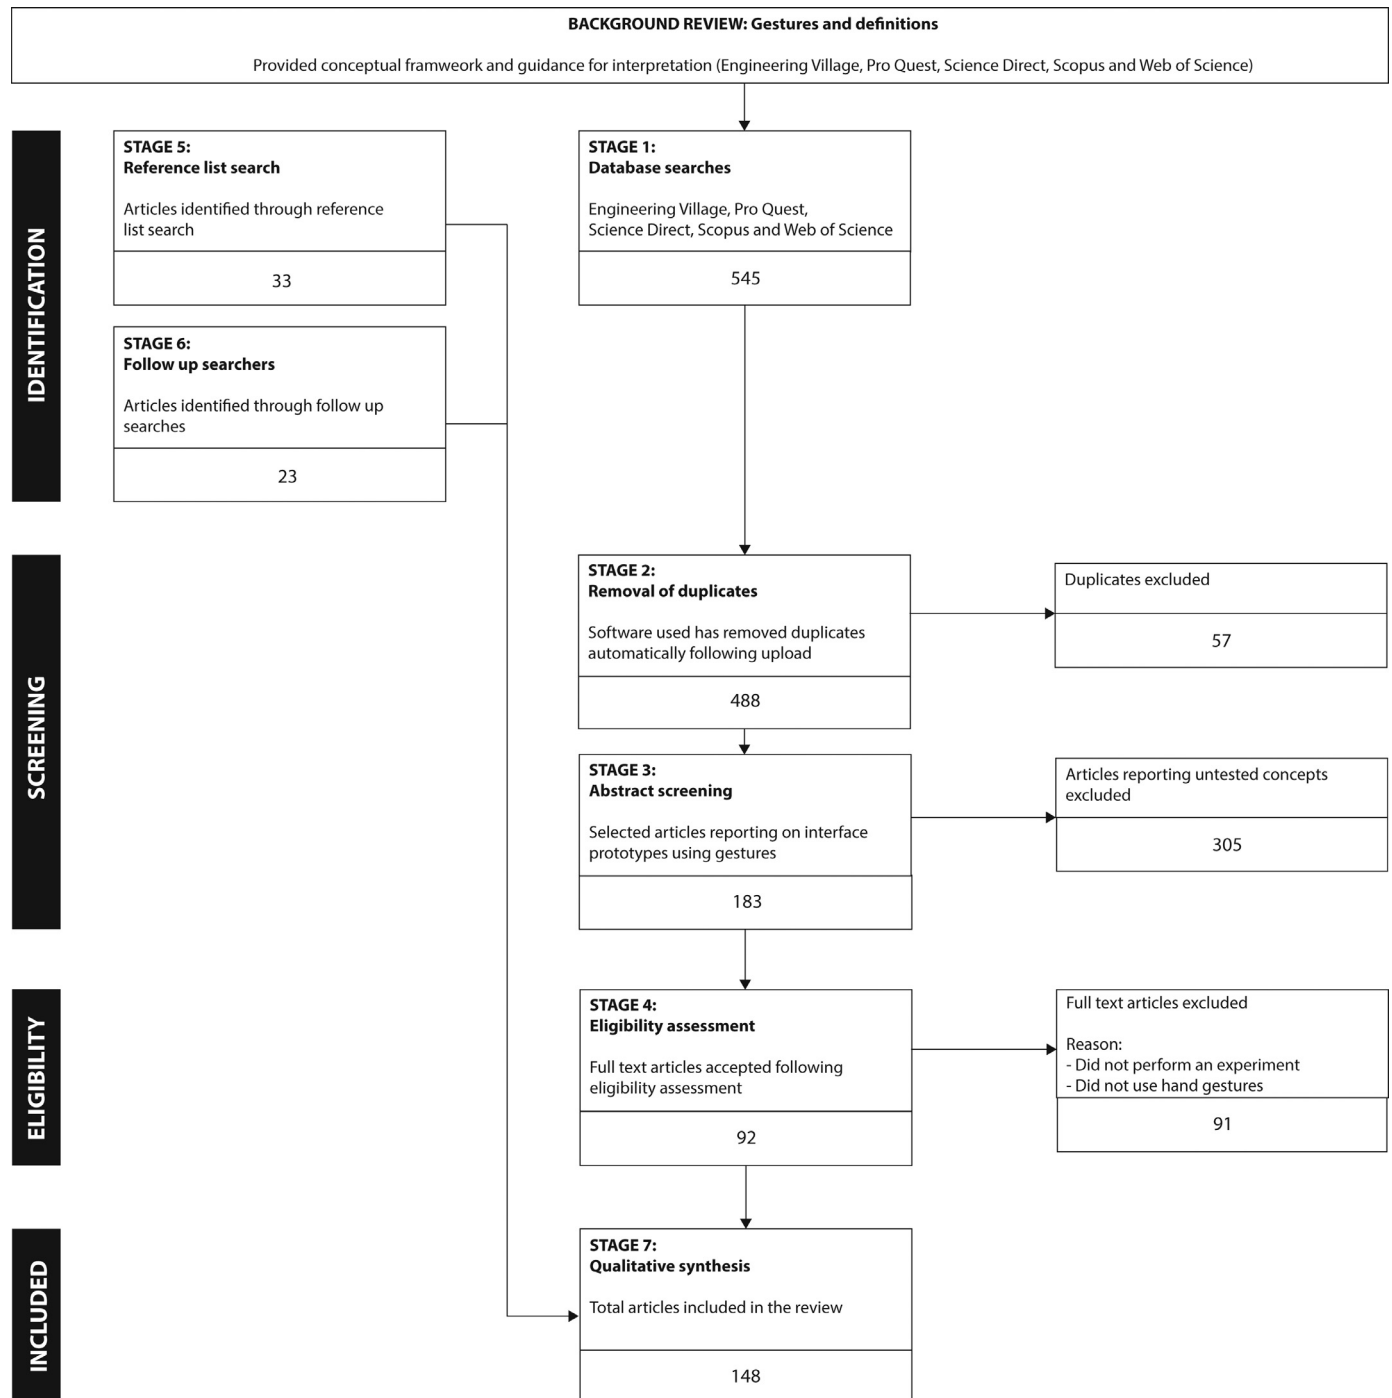 BACKGROUND REVIEW: Gestures and definitions
Provided conceptual framweork and guidance for interpretation (Engineering Village, Pro Quest, Science Direct, Scopus and Web of Science)
IDENTIFICATION
STAGE 5:
Reference list search
Articles identified through reference
list search
33
STAGE 6:
Follow up searchers
Articles identified through follow up
searches
23
STAGE 1:
Database searches
Engineering Village, Pro Quest,
Science Direct, Scopus and Web of Science
545
SCREENING
STAGE 2:
Removal of duplicates
Software used has removed duplicates
automatically following upload
488
Duplicates excluded
57
STAGE 3:
Abstract screening
Selected articles reporting on interface
prototypes using gestures
183
Articles reporting untested concepts
excluded
305
ELIGIBILITY
STAGE 4:
Eligibility assessment
Full text articles accepted following
eligibility assessment
92
Full text articles excluded
Reason:
- Did not perform an experiment
- Did not use hand gestures
91
INCLUDED
STAGE 7:
Qualitative synthesis
Total articles included in the review
148